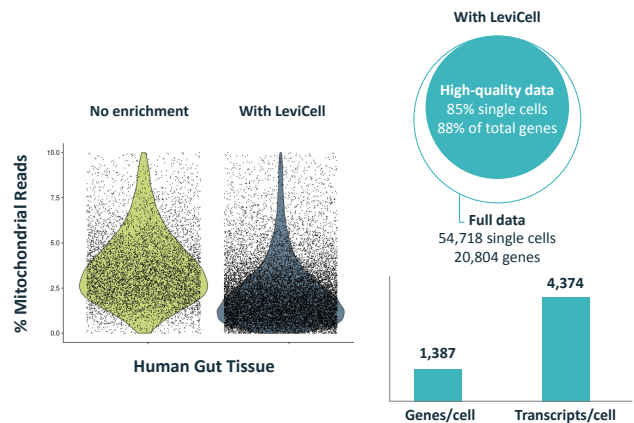 With LeviCell
High-quality data
85% single cells
88% of total genes
Full data
54,718 single cells
20,804 genes
No enrichment
With LeviCell
% Mitochondrial Reads
10.0
7.5
5.0
2.5
0.0
Human Gut Tissue
1,387
4,374
Genes/cell
Transcripts/cell